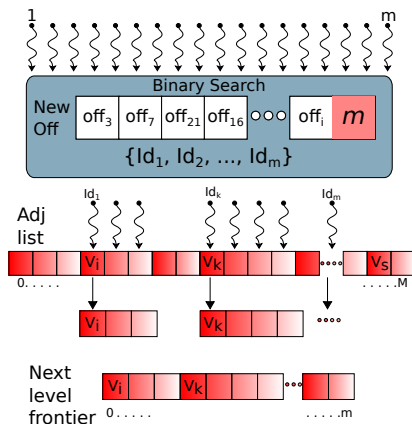 1 m
Binary Search
New Off
off₃ off₇ off₂₁ off₁₆ offᵢ m
{Id₁, Id₂, ..., Idₘ}
Id₁ Idₖ Idₘ
Adj list
vᵢ vₖ vₛ
0. . . . . . . . . .M
vᵢ vₖ
Next level frontier
vᵢ vₖ
0. . . . . . . . . .m